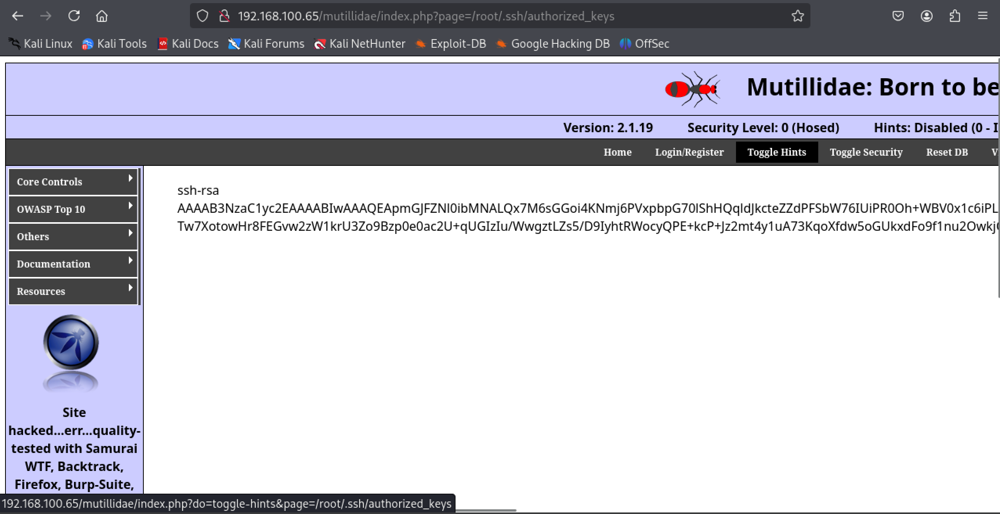 192.168.100.65/mutillidae/index.php?page=/root/.ssh/authorized_keys
Kali Linux Kali Tools Kali Docs Kali Forums Kali NetHunter Exploit-DB Google Hacking DB OffSec
Mutillidae: Born to be
Version: 2.1.19 Security Level: 0 (Hosed) Hints: Disabled (0 - I
Home Login/Register Toggle Hints Toggle Security Reset DB V
Core Controls
OWASP Top 10
Others
Documentation
Resources
ssh-rsa
AAAAB3NzaC1yc2EAAAABIwAAAQEApmGJFZNl0ibMNALQx7M6sGGoi4KNmj6PVxpbpG70lShHQqldJkcteZZdPFSbW76IUiPR0Oh+WBV0x1c6iPL
Tw7XotowHr8FEGvw2zW1krU3Zo9Bzp0e0ac2U+qUGIzIu/WwgztLZs5/D9IyhtRWocyQPE+kcP+Jz2mt4y1uA73KqoXfdw5oGUkxdFo9f1nu2Owkj
Site
hacked...err...quality-
tested with Samurai
WTF, Backtrack,
Firefox, Burp-Suite,
192.168.100.65/mutillidae/index.php?do=toggle-hints&page=/root/.ssh/authorized_keys